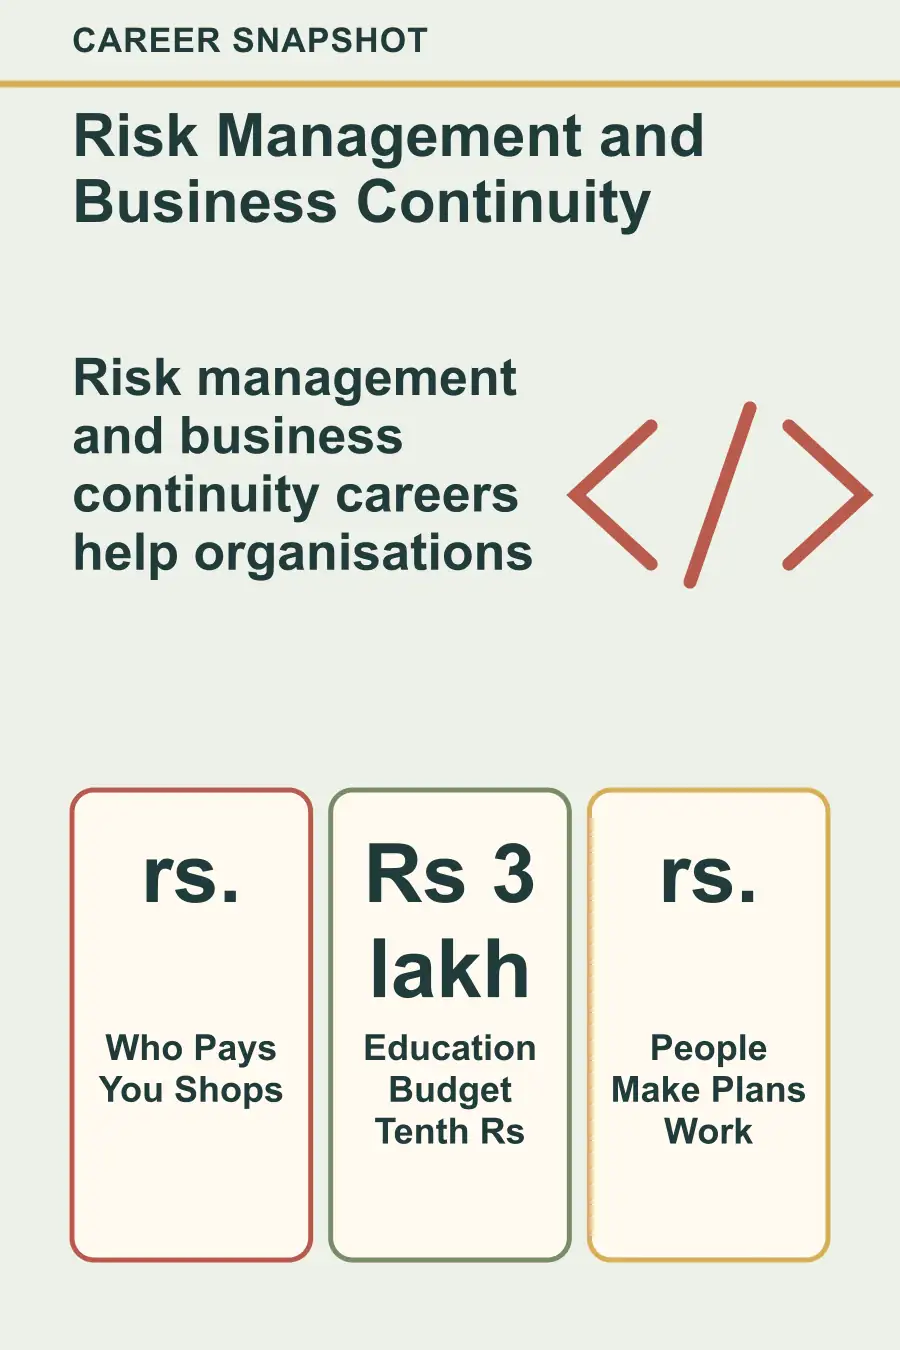 CAREER SNAPSHOT
Risk Management and
Business Continuity
Risk management
and business
continuity careers
help organisations
rs.
Who Pays
You Shops
Rs 3
lakh
Education
Budget
Tenth Rs
rs.
People
Make Plans
Work